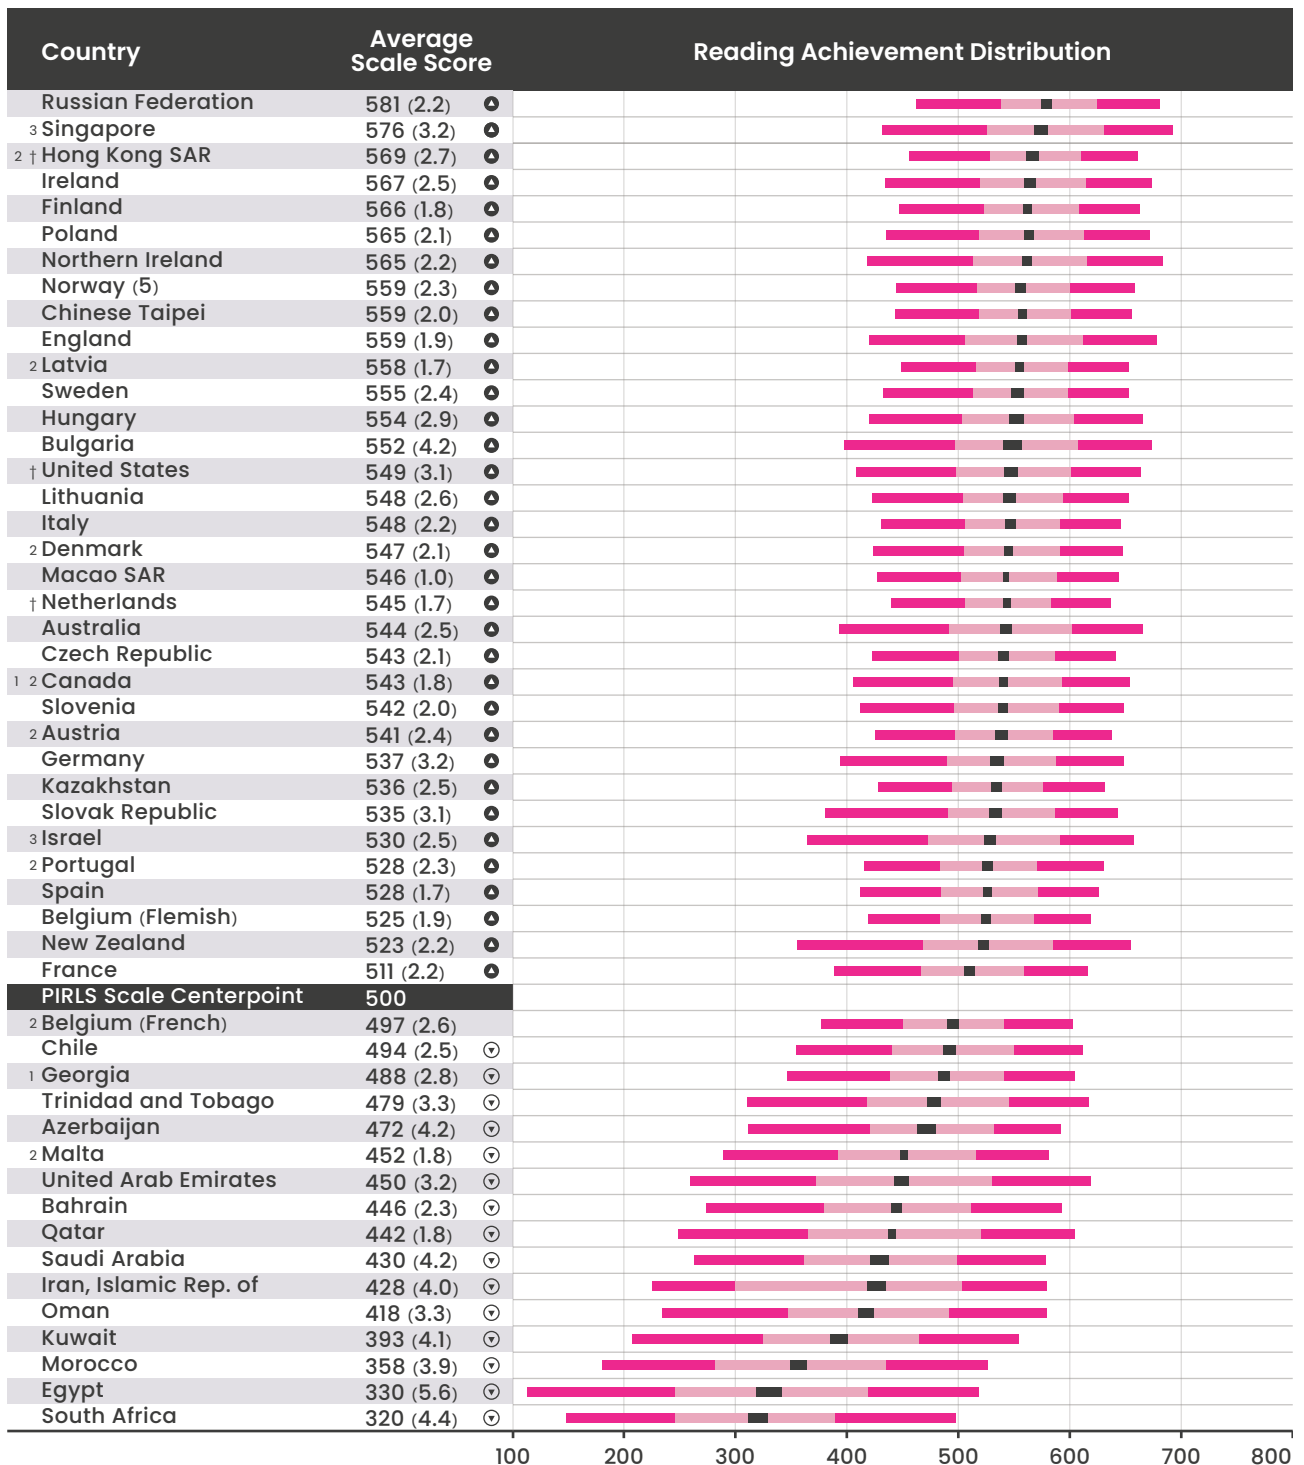 Country Average Scale Score Reading Achievement Distribution
Russian Federation 581 (2.2)
3 Singapore 576 (3.2)
2 † Hong Kong SAR 569 (2.7)
Ireland 567 (2.5)
Finland 566 (1.8)
Poland 565 (2.1)
Northern Ireland 565 (2.2)
Norway (5) 559 (2.3)
Chinese Taipei 559 (2.0)
England 559 (1.9)
2 Latvia 558 (1.7)
Sweden 555 (2.4)
Hungary 554 (2.9)
Bulgaria 552 (4.2)
† United States 549 (3.1)
Lithuania 548 (2.6)
Italy 548 (2.2)
2 Denmark 547 (2.1)
Macao SAR 546 (1.0)
† Netherlands 545 (1.7)
Australia 544 (2.5)
Czech Republic 543 (2.1)
1 2 Canada 543 (1.8)
Slovenia 542 (2.0)
2 Austria 541 (2.4)
Germany 537 (3.2)
Kazakhstan 536 (2.5)
Slovak Republic 535 (3.1)
3 Israel 530 (2.5)
2 Portugal 528 (2.3)
Spain 528 (1.7)
Belgium (Flemish) 525 (1.9)
New Zealand 523 (2.2)
France 511 (2.2)
PIRLS Scale Centerpoint 500
2 Belgium (French) 497 (2.6)
Chile 494 (2.5)
1 Georgia 488 (2.8)
Trinidad and Tobago 479 (3.3)
Azerbaijan 472 (4.2)
2 Malta 452 (1.8)
United Arab Emirates 450 (3.2)
Bahrain 446 (2.3)
Qatar 442 (1.8)
Saudi Arabia 430 (4.2)
Iran, Islamic Rep. of 428 (4.0)
Oman 418 (3.3)
Kuwait 393 (4.1)
Morocco 358 (3.9)
Egypt 330 (5.6)
South Africa 320 (4.4)
100 200 300 400 500 600 700 800